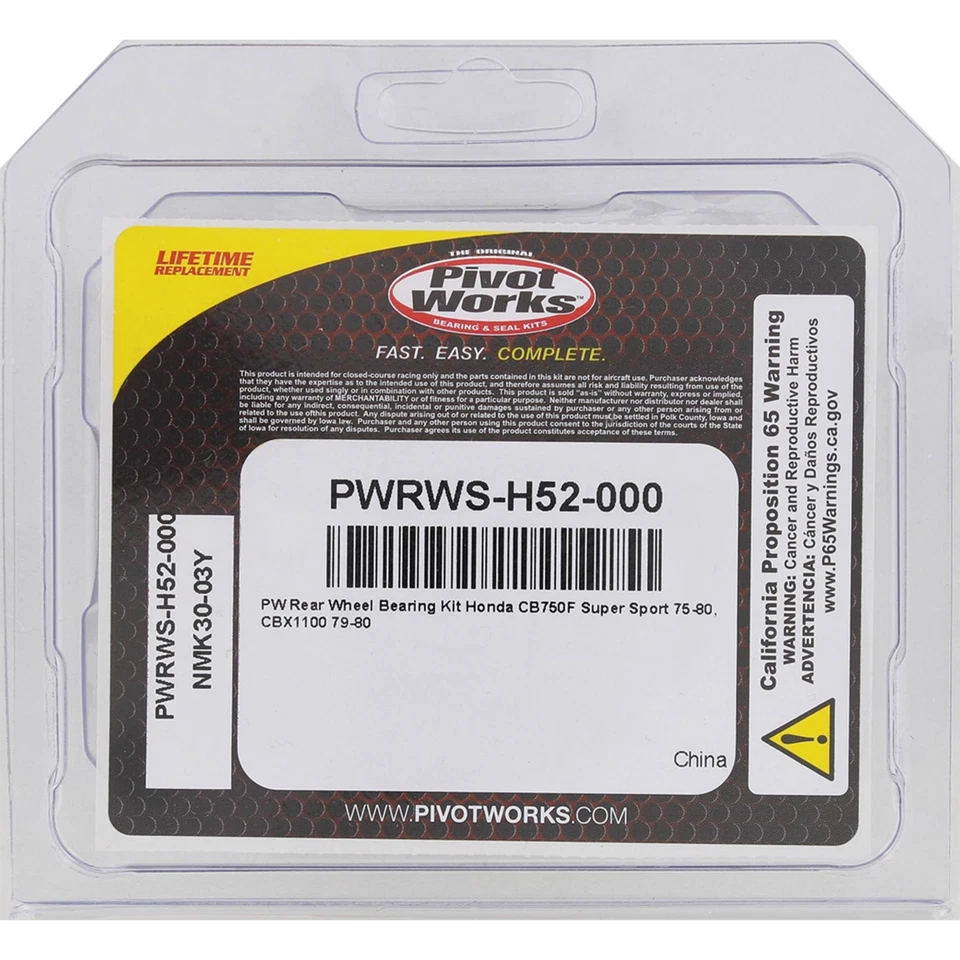 LIFETIME
REPLACEMENT
THE ORIGINAL
Pivot
Works™
BEARING & SEAL KITS
FAST. EASY. COMPLETE.
This product is intended for closed-course racing only and the parts contained in this kit are not for aircraft use. Purchaser acknowledges
that they have the expertise as to the intended use of this product, and therefore assumes all risk and liability resulting from use of the
product, whether used singly or in combination with other products. This product is sold "as-is" without warranty, express or implied,
including any warranty of MERCHANTABILITY or of fitness for a particular purpose. Neither manufacturer nor distributor nor dealer shall
be liable for any indirect, consequential, incidental or punitive damages sustained by purchaser or any other person arising from or
related to the use ofthis product. Any dispute arising out of or related to the use of this product must be settled in Polk County, Iowa and
shall be governed by Iowa law. Purchaser and any other person using this product consent to the jurisdiction of the courts of the State
of Iowa for resolution of any disputes. Purchaser agrees its use of the product constitutes acceptance of these terms.
PWRWS-H52-000
PW Rear Wheel Bearing Kit Honda CB750F Super Sport 75-80,
CBX1100 79-80
China
PWRWS-H52-000
NMK30-03Y
California Proposition 65 Warning
WARNING: Cancer and Reproductive Harm
ADVERTENCIA: Cáncer y Daños Reproductivos
www.P65Warnings.ca.gov
WWW.PIVOTWORKS.COM